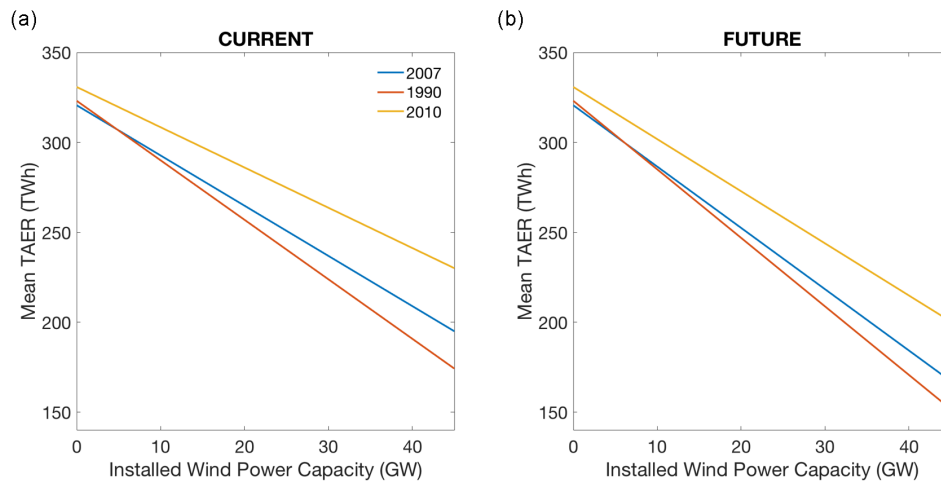 (a)
CURRENT
350
300
250
200
150
Mean TAER (TWh)
0 10 20 30 40
Installed Wind Power Capacity (GW)
2007
1990
2010
(b)
FUTURE
350
300
250
200
150
Mean TAER (TWh)
0 10 20 30 40
Installed Wind Power Capacity (GW)